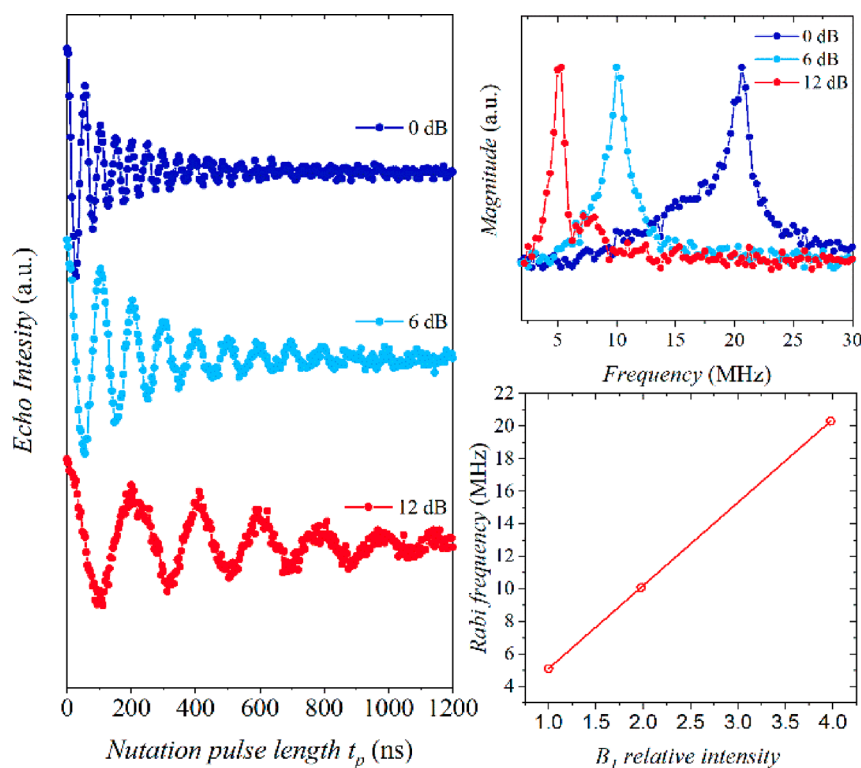 Echo Intesity (a.u.)
0 dB
6 dB
12 dB
0 200 400 600 800 1000 1200
Nutation pulse length tp (ns)
Magnitude (a.u.)
0 dB
6 dB
12 dB
5 10 15 20 25 30
Frequency (MHz)
Rabi frequency (MHz)
22
20
18
16
14
12
10
8
6
4
1.0 1.5 2.0 2.5 3.0 3.5 4.0
B1 relative intensity